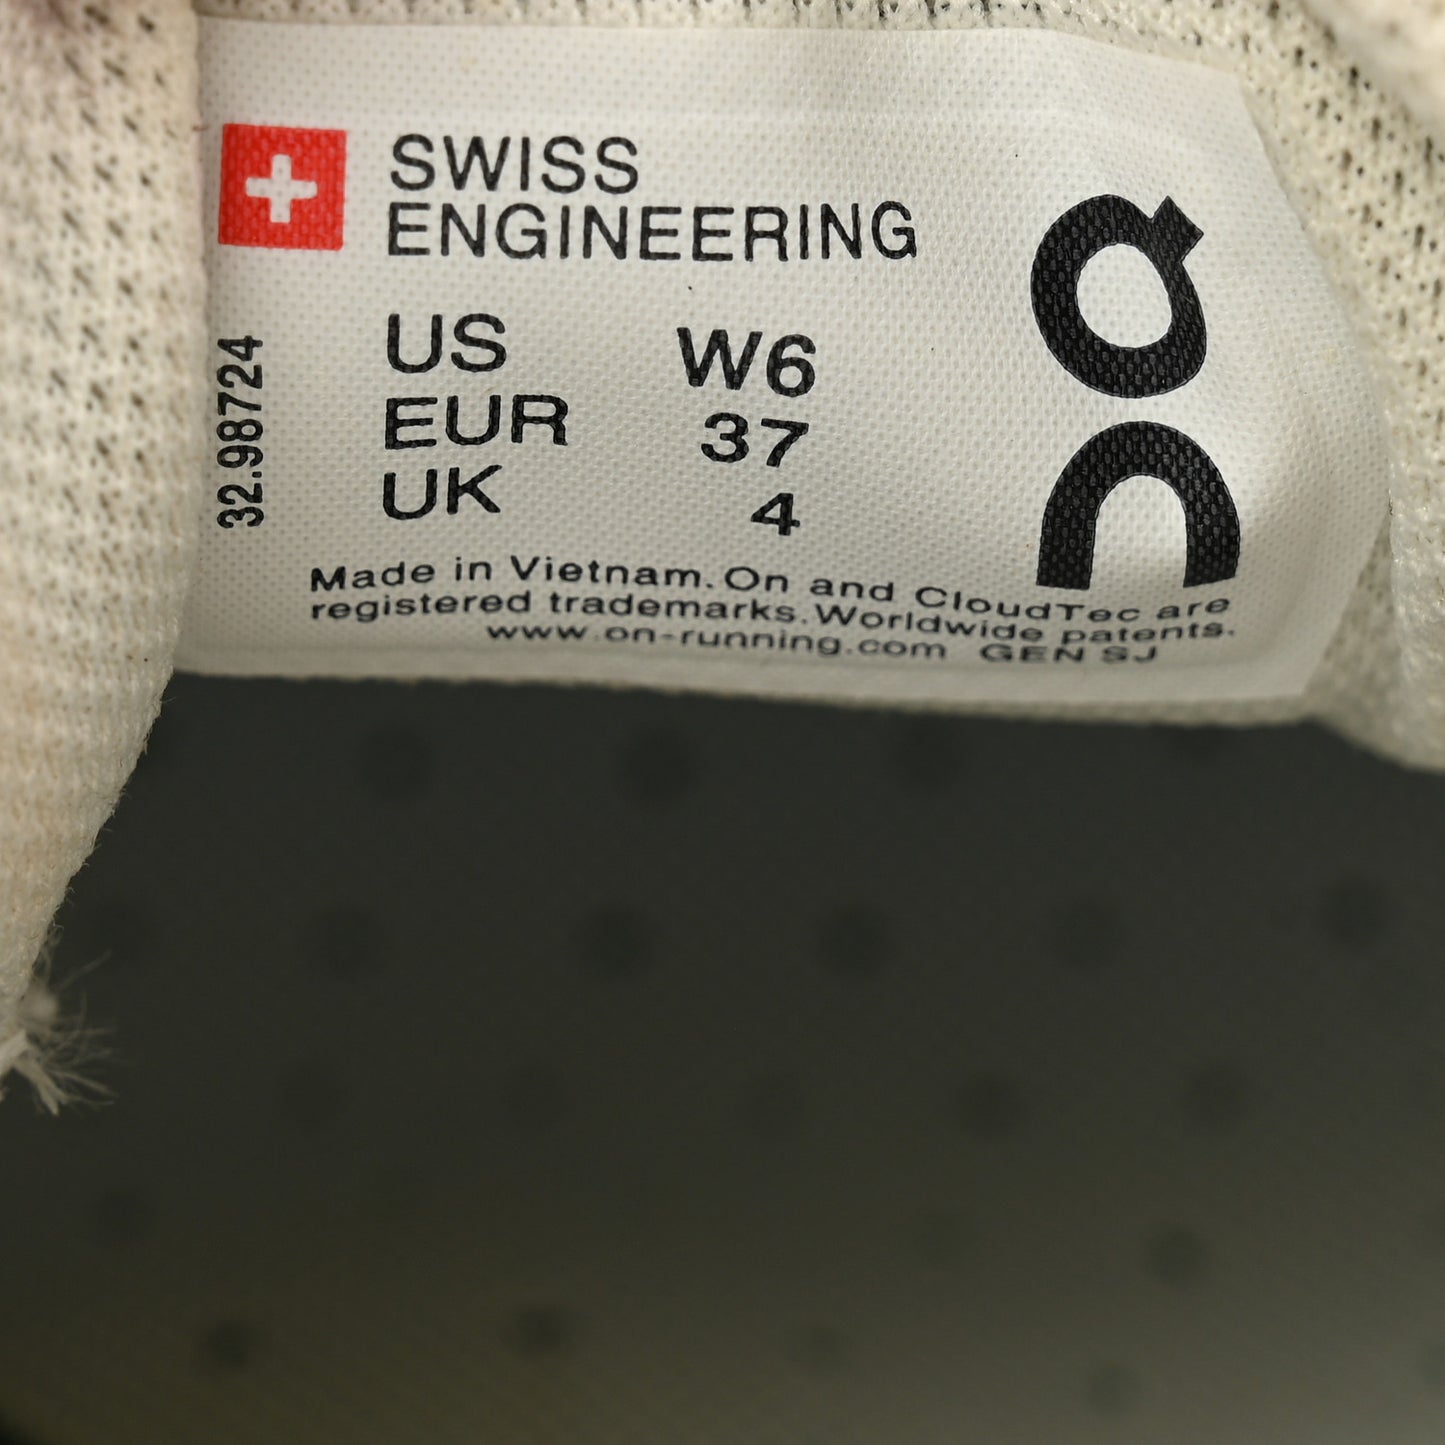 SWISS
ENGINEERING
US W6
EUR 37
UK 4
32.98724
Made in Vietnam. On and CloudTec are
registered trademarks. Worldwide patents.
www.on-running.com GEN SJ
On